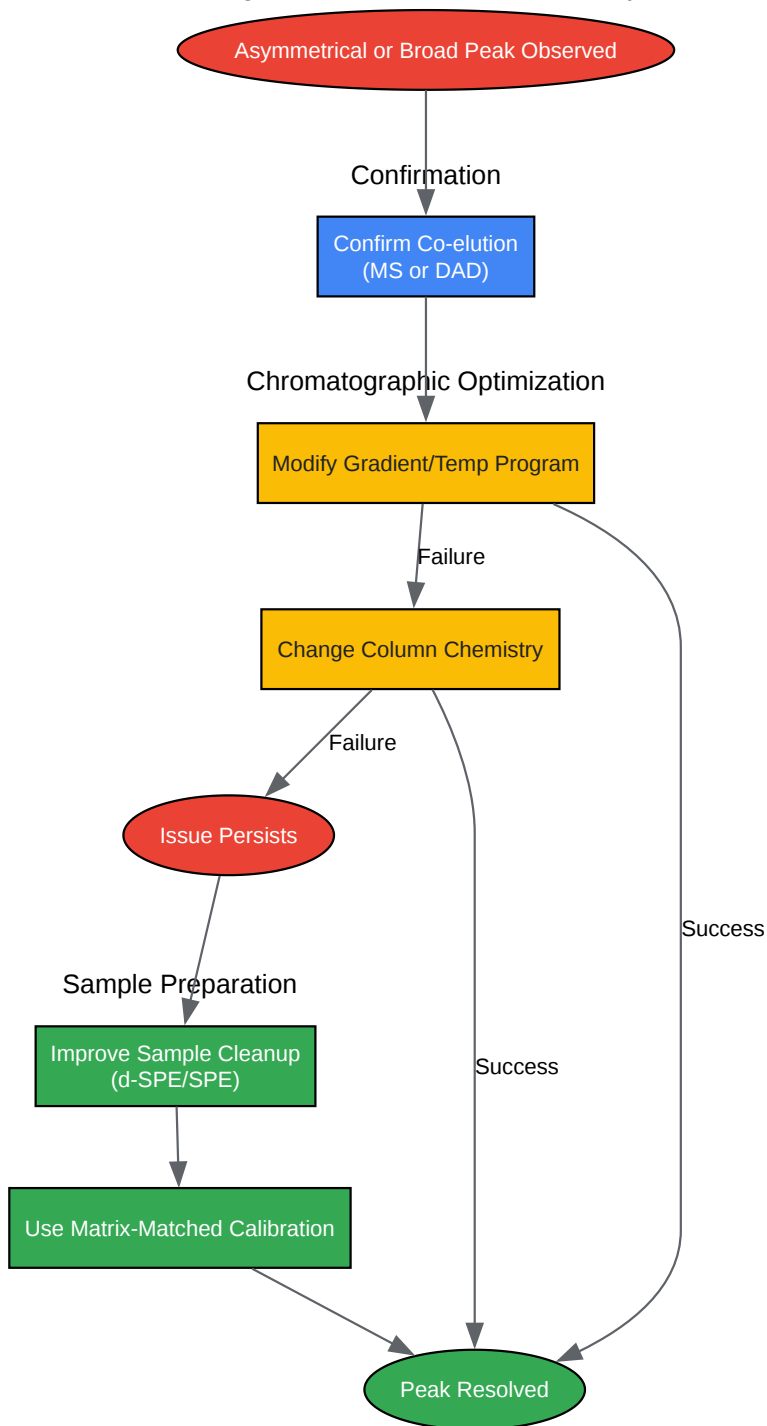 Asymmetrical or Broad Peak Observed
Confirmation
Confirm Co-elution
(MS or DAD)
Chromatographic Optimization
Modify Gradient/Temp Program
Failure
Change Column Chemistry
Failure
Issue Persists
Success
Sample Preparation
Improve Sample Cleanup
(d-SPE/SPE)
Success
Use Matrix-Matched Calibration
Peak Resolved